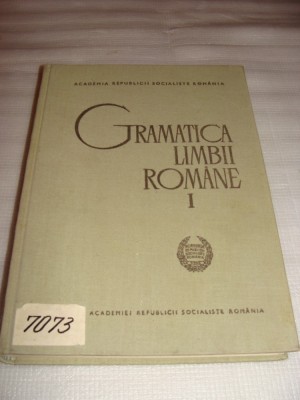 ACADEMIA REPUBLICII SOCIALISTE ROMÂNIA
GRAMATICA
LIMBII
ROMÂNE
I
7073
ACADEMIEI REPUBLICII SOCIALISTE ROMÂNIA